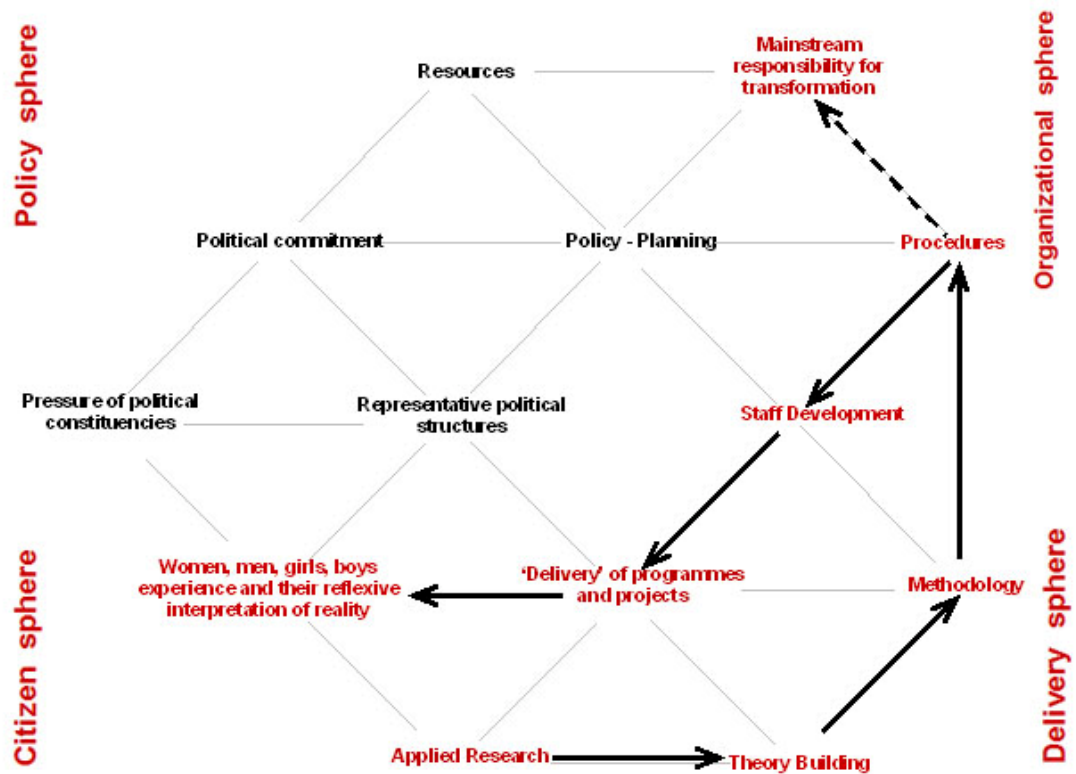 Policy sphere
Organizational sphere
Resources
Mainstream
responsibility for
transformation
Political commitment
Policy - Planning
Procedures
Pressure of political
constituencies
Representative political
structures
Staff Development
Citizen sphere
Delivery sphere
Women, men, girls, boys
experience and their reflexive
interpretation of reality
‘Delivery’ of programmes
and projects
Methodology
Applied Research
Theory Building